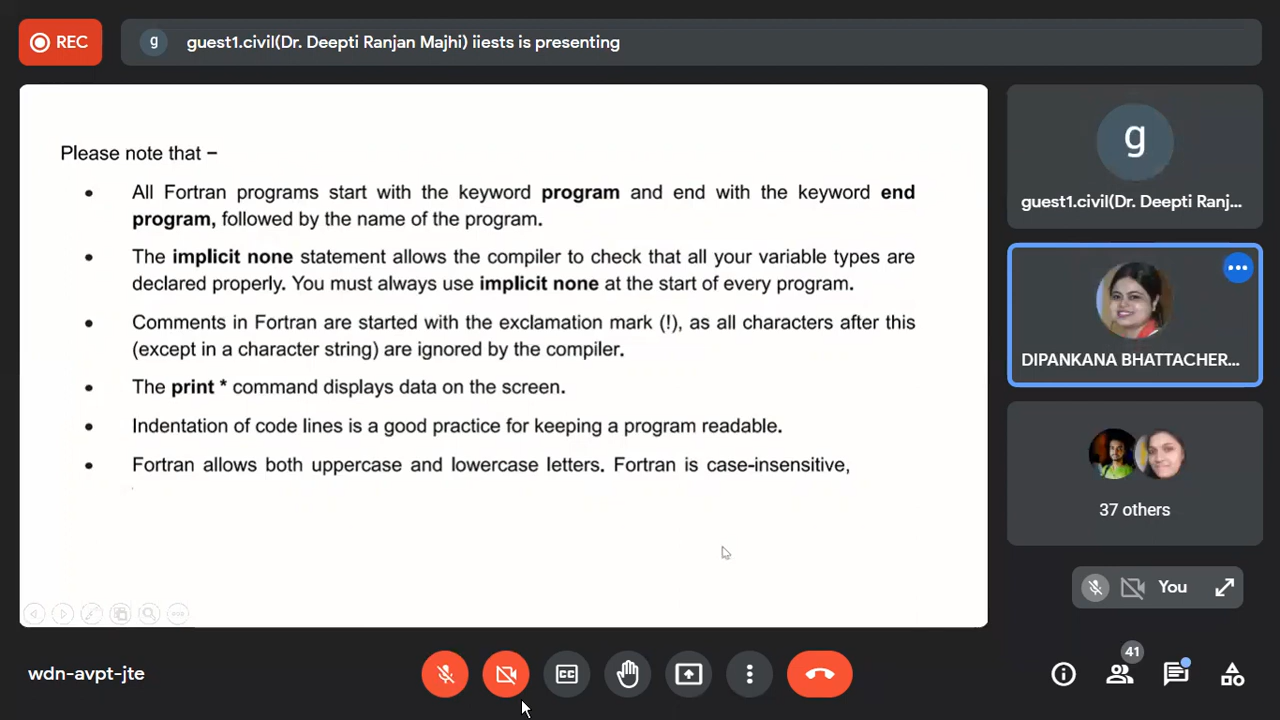 REC
g guest1.civil(Dr. Deepti Ranjan Majhi) iiests is presenting
Please note that −
• All Fortran programs start with the keyword program and end with the keyword end
program, followed by the name of the program.
• The implicit none statement allows the compiler to check that all your variable types are
declared properly. You must always use implicit none at the start of every program.
• Comments in Fortran are started with the exclamation mark (!), as all characters after this
(except in a character string) are ignored by the compiler.
• The print * command displays data on the screen.
• Indentation of code lines is a good practice for keeping a program readable.
• Fortran allows both uppercase and lowercase letters. Fortran is case-insensitive,
g
guest1.civil(Dr. Deepti Ranj...
DIPANKANA BHATTACHER...
37 others
You
wdn-avpt-jte
CC
41